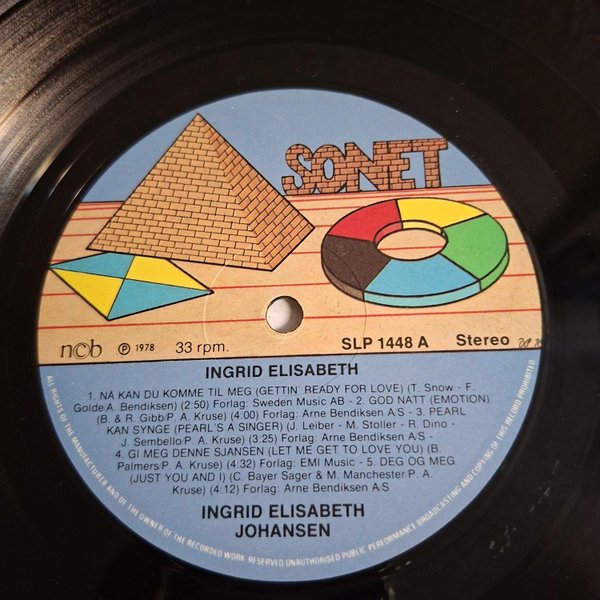 SONET
n©b ℗ 1978 33 rpm. SLP 1448 A Stereo
INGRID ELISABETH
1. NÅ KAN DU KOMME TIL MEG (GETTIN' READY FOR LOVE) (T. Snow - F.
Golde/A. Bendiksen) (2:50) Forlag: Sweden Music AB - 2. GOD NATT (EMOTION)
(B. & R. Gibb/P. A. Kruse) (4:00) Forlag: Arne Bendiksen A/S - 3. PEARL
KAN SYNGE (PEARL'S A SINGER) (J. Leiber - M. Stoller - R. Dino -
J. Sembello/P. A. Kruse) (3:25) Forlag: Arne Bendiksen A/S -
4. GI MEG DENNE SJANSEN (LET ME GET TO LOVE YOU) (B.
Palmers/P. A. Kruse) (4:32) Forlag: EMI Music - 5. DEG OG MEG
(JUST YOU AND I) (C. Bayer Sager & M. Manchester P. A.
Kruse) (4:12) Forlag: Arne Bendiksen A/S
INGRID ELISABETH
JOHANSEN
ALL RIGHTS OF THE MANUFACTURER AND OF THE OWNER OF THE RECORDED WORK RESERVED. UNAUTHORISED PUBLIC PERFORMANCE BROADCASTING AND COPYING OF THIS RECORD PROHIBITED